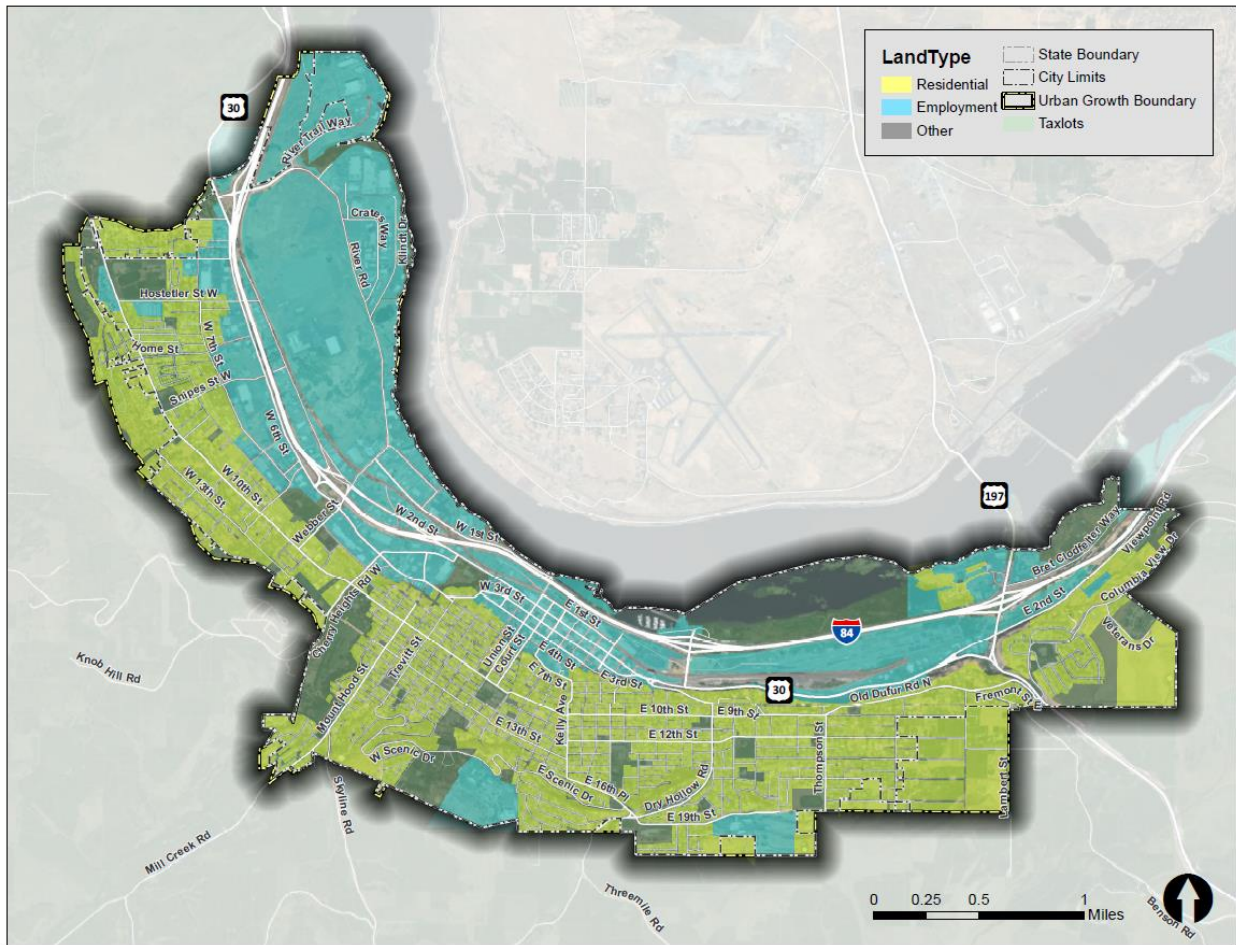 LandType
Residential
Employment
Other
State Boundary
City Limits
Urban Growth Boundary
Taxlots
30
River Trail Way
Crates Way
Klindt Dr
River Rd
Hostetler St W
W 7th St
Home St
Snipes St W
W 6th St
W 13th St
W 10th St
Webber St
W 2nd St
W 1st St
197
Bret Clodfelter Way
Viewpoint Rd
Columbia View Dr
E 2nd St
Veterans Dr
84
Cherry Heights Rd W
W 3rd St
E 1st St
Union St
Court St
E 4th St
E 3rd St
E 7th St
Trevitt St
Mount Hood St
Knob Hill Rd
30
Old Dufur Rd N
Fremont St E
Kelly Ave
E 10th St
E 9th St
E 12th St
E 13th St
W Scenic Dr
E Scenic Dr
E 16th Pl
Dry Hollow Rd
Thompson St
E 19th St
Lambert St
Skyline Rd
Mill Creek Rd
Threemile Rd
Benson Rd
0 0.25 0.5 1
Miles